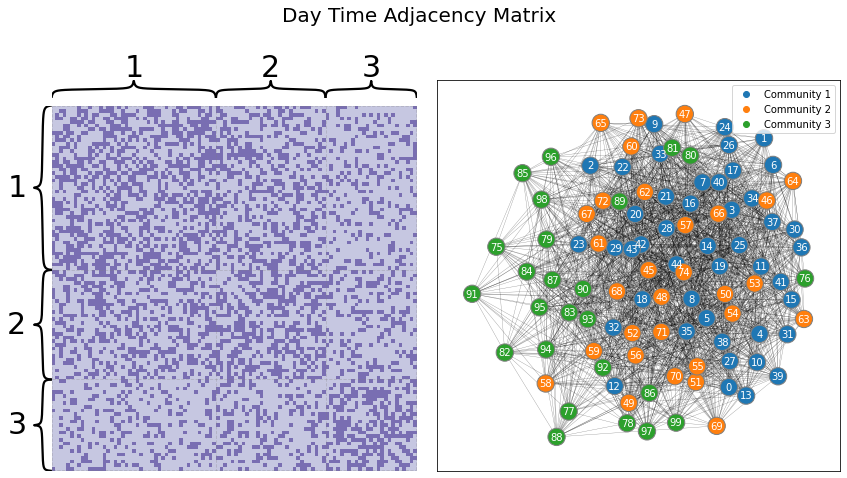 Day Time Adjacency Matrix
1 2 3
1
2
3
Community 1
Community 2
Community 3
47
73
65 9 24
1
60 26
81
33 80
96
2 22 6
85 17
7 40 64
62
98 21 34 46
72 89 16
67 20 66 3
37
28 57 30
79
23 61 29 43 42 14 25 36
75
44 19 11
84 45 74
87 76
53 41
91 90 68 50
18 48 8 15
95 83
93 54 63
5
32 52 71 35 4 31
38
82 94 59 56
27 10
92 55
70 39
58 12 51 0
86 13
49
77
78 99 69
88 97